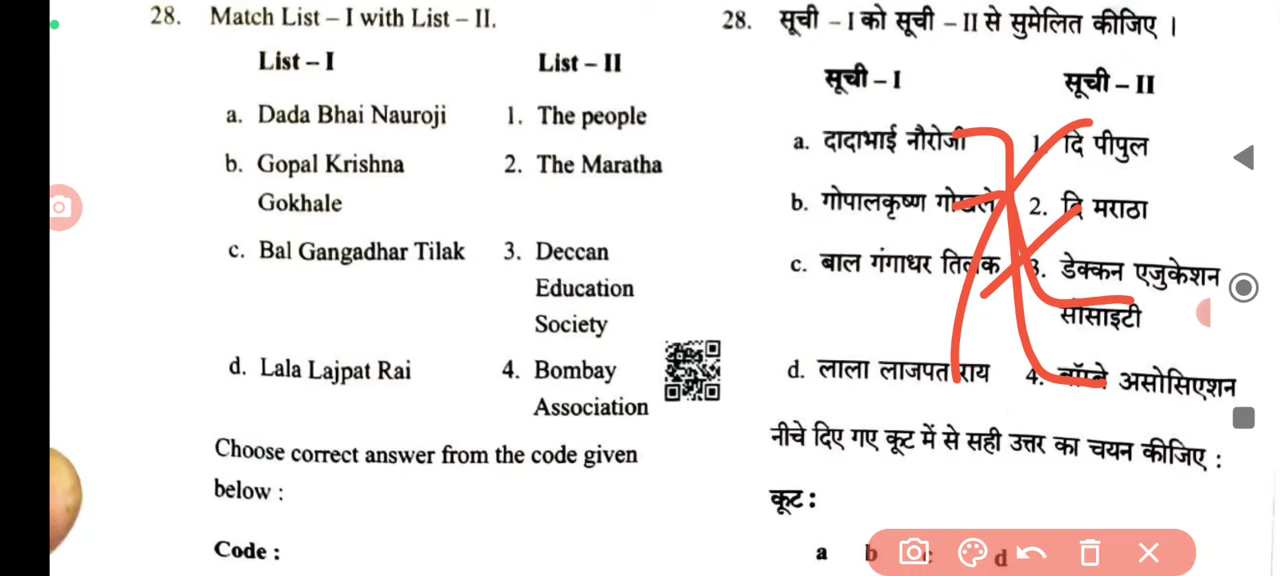 28. Match List – I with List – II.
List – I List – II
a. Dada Bhai Nauroji 1. The people
b. Gopal Krishna Gokhale 2. The Maratha
c. Bal Gangadhar Tilak 3. Deccan Education Society
d. Lala Lajpat Rai 4. Bombay Association
Choose correct answer from the code given
below :
Code :
28. सूची – I को सूची – II से सुमेलित कीजिए ।
सूची – I सूची – II
a. दादाभाई नौरोजी 1. दि पीपुल
b. गोपालकृष्ण गोखले 2. दि मराठा
c. बाल गंगाधर तिलक 3. डेक्कन एजुकेशन
सोसाइटी
d. लाला लाजपत राय 4. बॉम्बे असोसिएशन
नीचे दिए गए कूट में से सही उत्तर का चयन कीजिए :
कूट :
a b c d